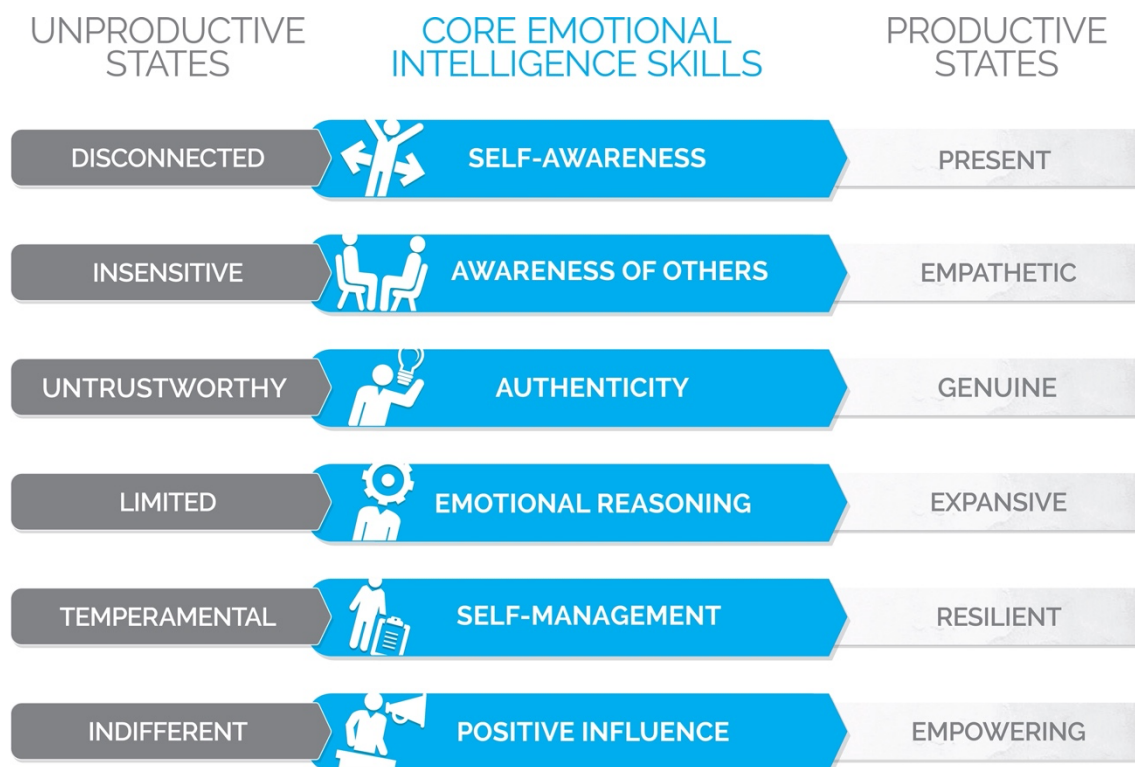 UNPRODUCTIVE
STATES
CORE EMOTIONAL
INTELLIGENCE SKILLS
PRODUCTIVE
STATES
DISCONNECTED
SELF-AWARENESS
PRESENT
INSENSITIVE
AWARENESS OF OTHERS
EMPATHETIC
UNTRUSTWORTHY
AUTHENTICITY
GENUINE
LIMITED
EMOTIONAL REASONING
EXPANSIVE
TEMPERAMENTAL
SELF-MANAGEMENT
RESILIENT
INDIFFERENT
POSITIVE INFLUENCE
EMPOWERING